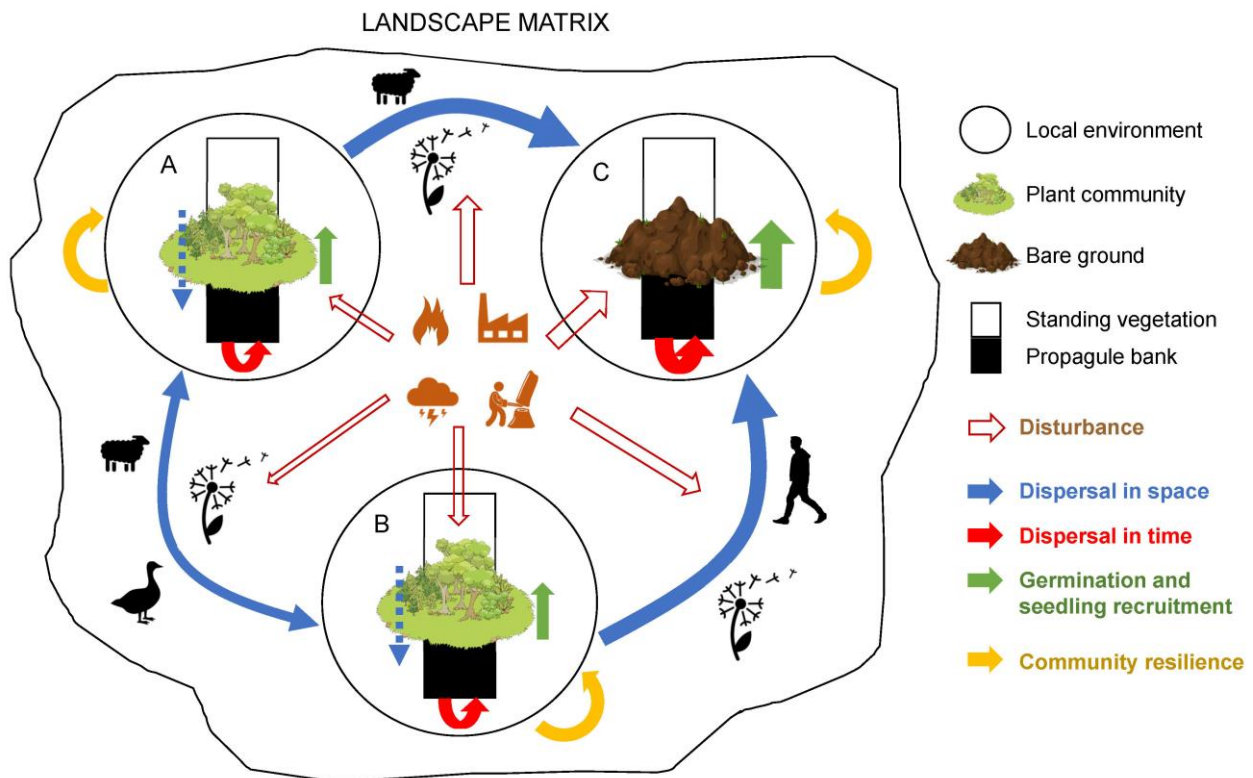 LANDSCAPE MATRIX
A
C
B
Local environment
Plant community
Bare ground
Standing vegetation
Propagule bank
Disturbance
Dispersal in space
Dispersal in time
Germination and
seedling recruitment
Community resilience